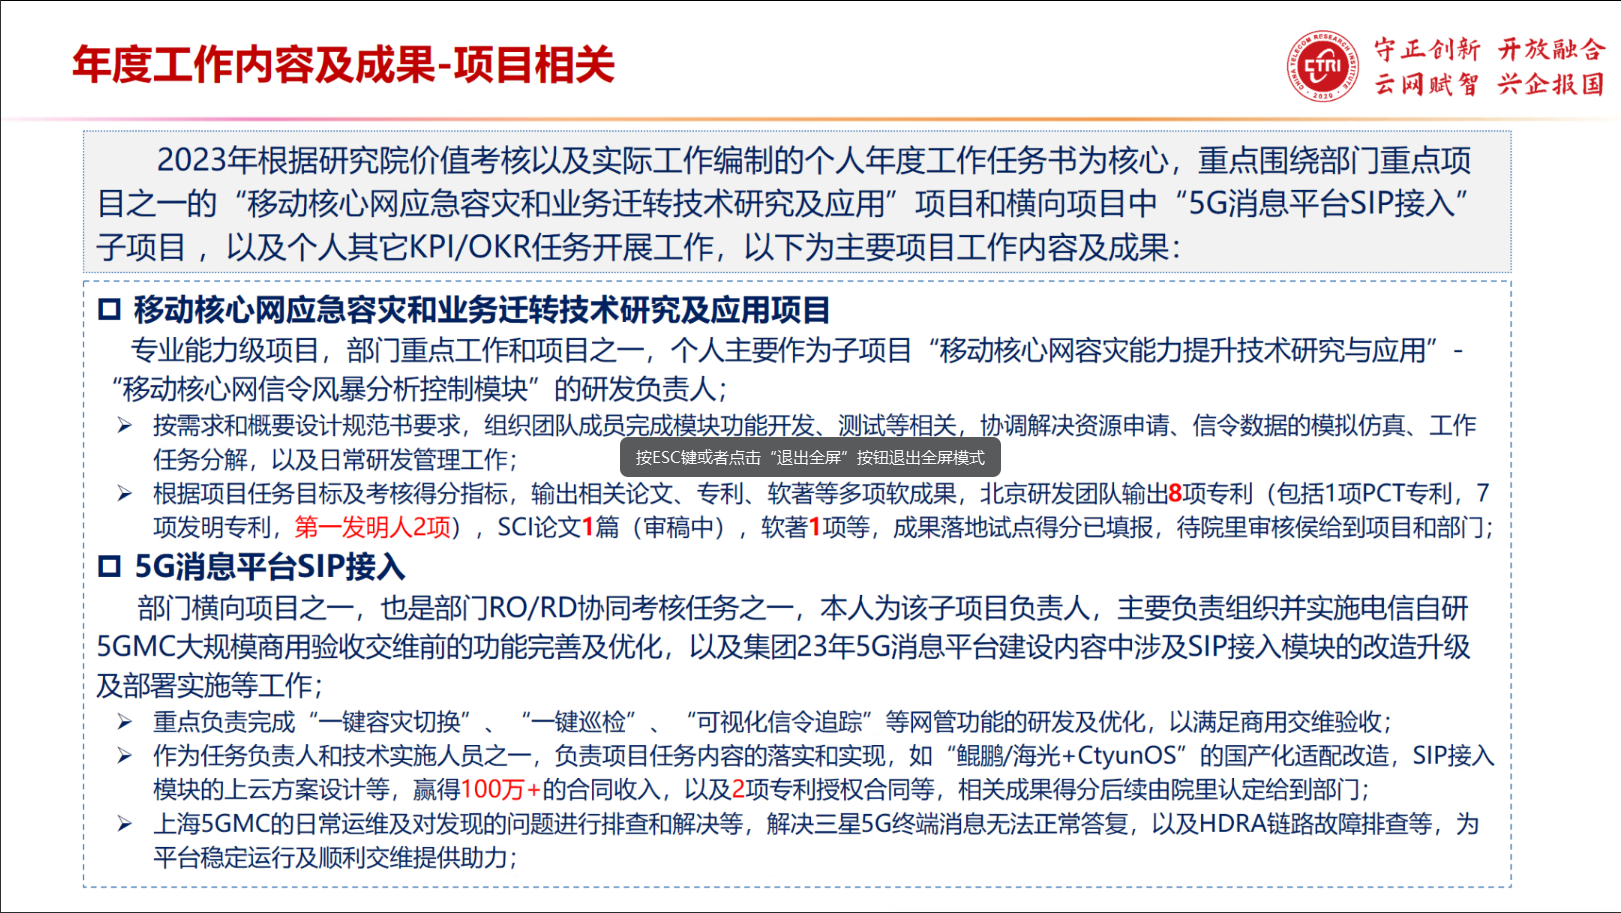 年度工作内容及成果-项目相关
CHINA TELECOM RESEARCH INSTITUTE
CTRI
2020
守正创新 开放融合
云网赋智 兴企报国
2023年根据研究院价值考核以及实际工作编制的个人年度工作任务书为核心，重点围绕部门重点项
目之一的“移动核心网应急容灾和业务迁转技术研究及应用”项目和横向项目中“5G消息平台SIP接入”
子项目 ，以及个人其它KPI/OKR任务开展工作，以下为主要项目工作内容及成果：
移动核心网应急容灾和业务迁转技术研究及应用项目
专业能力级项目，部门重点工作和项目之一，个人主要作为子项目“移动核心网容灾能力提升技术研究与应用”-
“移动核心网信令风暴分析控制模块”的研发负责人；
按需求和概要设计规范书要求，组织团队成员完成模块功能开发、测试等相关，协调解决资源申请、信令数据的模拟仿真、工作
任务分解，以及日常研发管理工作；
按ESC键或者点击“退出全屏”按钮退出全屏模式
根据项目任务目标及考核得分指标，输出相关论文、专利、软著等多项软成果，北京研发团队输出8项专利（包括1项PCT专利，7
项发明专利，第一发明人2项），SCI论文1篇（审稿中），软著1项等，成果落地试点得分已填报，待院里审核侯给到项目和部门；
5G消息平台SIP接入
部门横向项目之一，也是部门RO/RD协同考核任务之一，本人为该子项目负责人，主要负责组织并实施电信自研
5GMC大规模商用验收交维前的功能完善及优化，以及集团23年5G消息平台建设内容中涉及SIP接入模块的改造升级
及部署实施等工作；
重点负责完成“一键容灾切换”、“一键巡检”、“可视化信令追踪”等网管功能的研发及优化，以满足商用交维验收；
作为任务负责人和技术实施人员之一，负责项目任务内容的落实和实现，如“鲲鹏/海光+CtyunOS”的国产化适配改造，SIP接入
模块的上云方案设计等，赢得100万+的合同收入，以及2项专利授权合同等，相关成果得分后续由院里认定给到部门；
上海5GMC的日常运维及对发现的问题进行排查和解决等，解决三星5G终端消息无法正常答复，以及HDRA链路故障排查等，为
平台稳定运行及顺利交维提供助力；